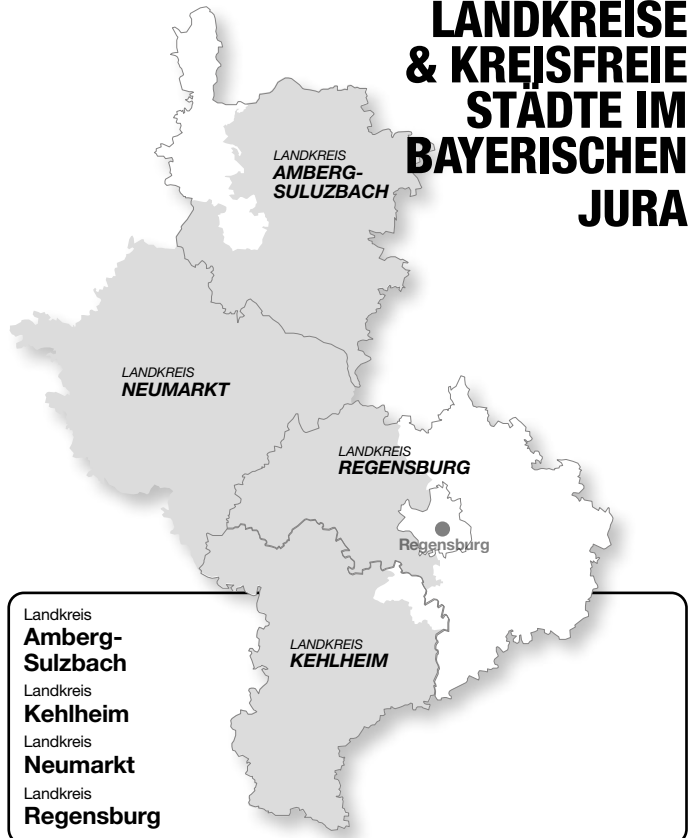 LANDKREISE
& KREISFREIE
STÄDTE IM
BAYERISCHEN
JURA
LANDKREIS
AMBERG-
SULUZBACH
LANDKREIS
NEUMARKT
LANDKREIS
REGENSBURG
Regensburg
LANDKREIS
KEHLHEIM
Landkreis
Amberg-
Sulzbach
Landkreis
Kehlheim
Landkreis
Neumarkt
Landkreis
Regensburg